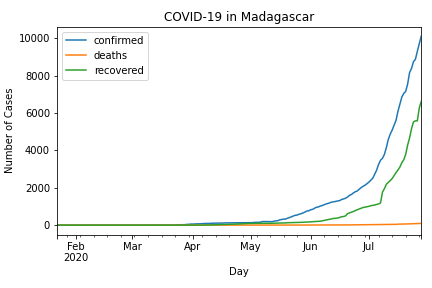 COVID-19 in Madagascar
confirmed
deaths
recovered
Number of Cases
10000
8000
6000
4000
2000
0
Feb Mar Apr May Jun Jul
2020
Day